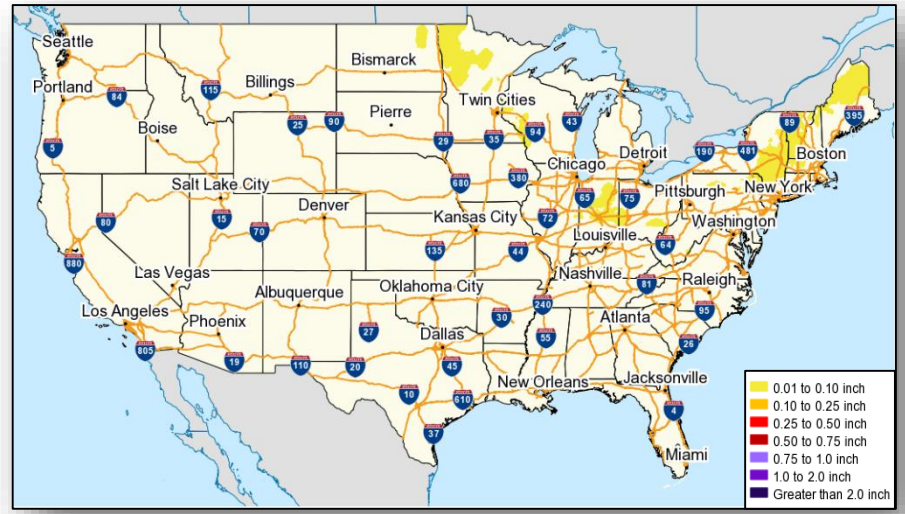 Seattle
Bismarck
Billings
115
Portland
84
Twin Cities
89
395
Boise
25
90
Pierre
43
94
5
29
35
190
481
Boston
Chicago
Detroit
Salt Lake City
680
380
Pittsburgh
New York
Denver
65
75
80
15
Kansas City
72
Washington
70
Louisville
64
880
135
44
Las Vegas
Nashville
81
Raleigh
Albuquerque
Oklahoma City
240
Los Angeles
Phoenix
30
95
27
Atlanta
Dallas
55
26
805
19
110
20
45
New Orleans
Jacksonville
10
610
4
37
Miami
0.01 to 0.10 inch
0.10 to 0.25 inch
0.25 to 0.50 inch
0.50 to 0.75 inch
0.75 to 1.0 inch
1.0 to 2.0 inch
Greater than 2.0 inch